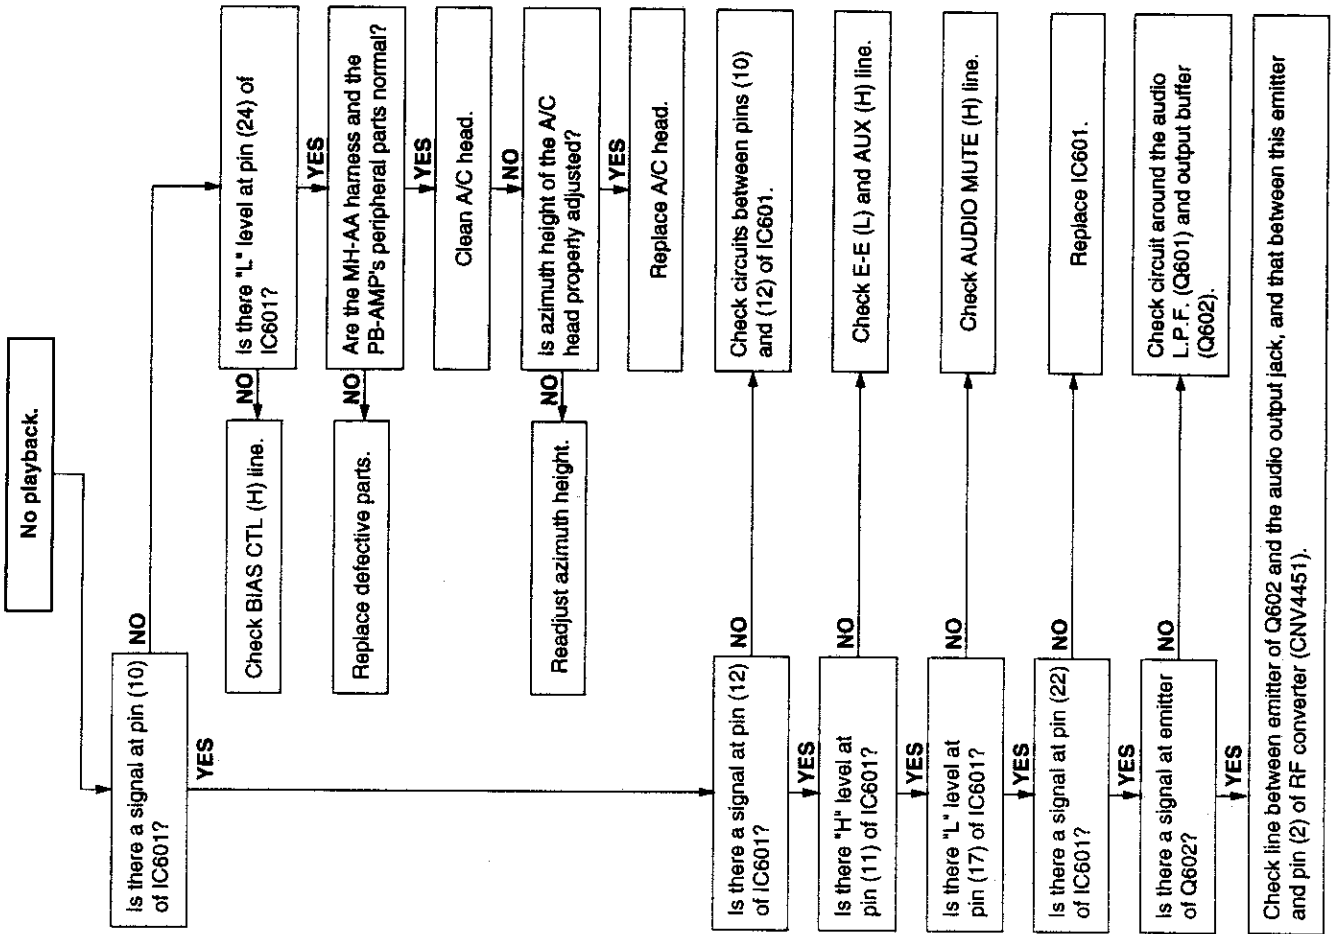 No playback.
Is there a signal at pin (10)
of IC601?
NO
YES
Is there "L" level at pin (24) of
IC601?
NO
YES
Check BIAS CTL (H) line.
Are the MH-AA harness and the
PB-AMP's peripheral parts normal?
NO
YES
Replace defective parts.
Clean A/C head.
NO
is azimuth height of the A/C
head properly adjusted?
NO
YES
Readjust azimuth height.
Replace A/C head.
Is there a signal at pin (12)
of IC601?
NO
YES
Check circuits between pins (10)
and (12) of IC601.
Is there "H" level at
pin (11) of IC601?
NO
YES
Check E-E (L) and AUX (H) line.
Is there "L" level at
pin (17) of IC601?
NO
YES
Check AUDIO MUTE (H) line.
Is there a signal at pin (22)
of IC601?
NO
YES
Replace IC601.
Is there a signal at emitter
of Q602?
NO
YES
Check circuit around the audio
L.P.F. (Q601) and output buffer
(Q602).
Check line between emitter of Q602 and the audio output jack, and that between this emitter
and pin (2) of RF converter (CNV4451).